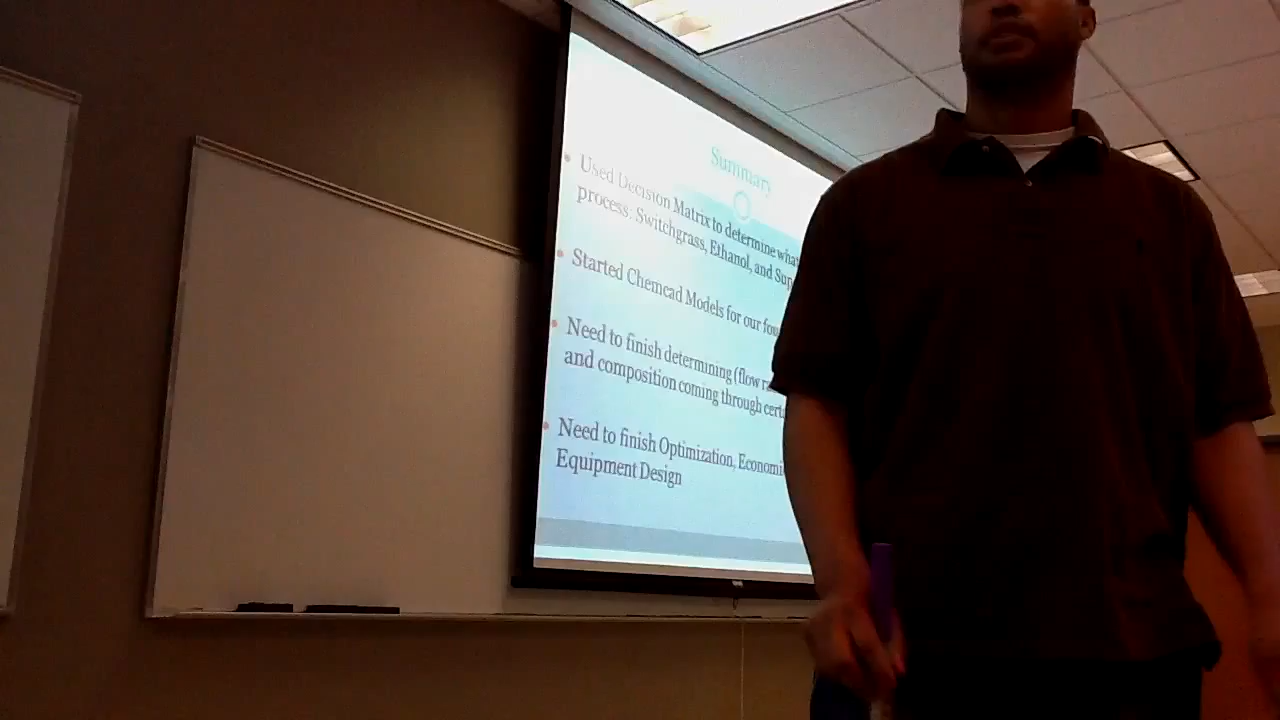 Summary
Used Decision Matrix to determine what
process: Switchgrass, Ethanol, and Sup
Started Chemcad Models for our fou
Need to finish determining (flow r
and composition coming through cert
Need to finish Optimization, Economi
Equipment Design